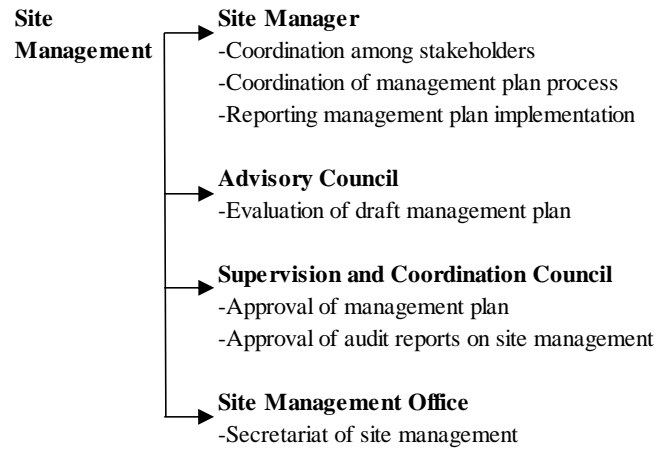 Site
Management
Site Manager
-Coordination among stakeholders
-Coordination of management plan process
-Reporting management plan implementation
Advisory Council
-Evaluation of draft management plan
Supervision and Coordination Council
-Approval of management plan
-Approval of audit reports on site management
Site Management Office
-Secretariat of site management